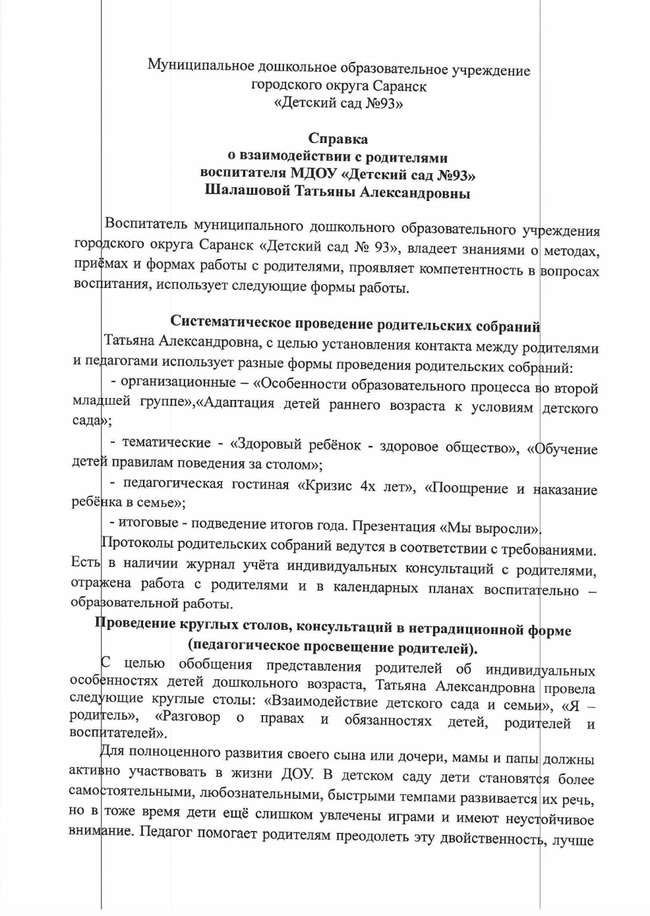 Муниципальное дошкольное образовательное учреждение
городского округа Саранск
«Детский сад №93»
Справка
о взаимодействии с родителями
воспитателя МДОУ «Детский сад №93»
Шалашовой Татьяны Александровны
Воспитатель муниципального дошкольного образовательного учреждения
городского округа Саранск «Детский сад № 93», владеет знаниями о методах,
приёмах и формах работы с родителями, проявляет компетентность в вопросах
воспитания, использует следующие формы работы.
Систематическое проведение родительских собраний
Татьяна Александровна, с целью установления контакта между родителями
и педагогами использует разные формы проведения родительских собраний:
- организационные – «Особенности образовательного процесса во второй
младшей группе»,«Адаптация детей раннего возраста к условиям детского
сада»;
- тематические - «Здоровый ребёнок - здоровое общество», «Обучение
детей правилам поведения за столом»;
- педагогическая гостиная «Кризис 4х лет», «Поощрение и наказание
ребёнка в семье»;
- итоговые - подведение итогов года. Презентация «Мы выросли».
Протоколы родительских собраний ведутся в соответствии с требованиями.
Есть в наличии журнал учёта индивидуальных консультаций с родителями,
отражена работа с родителями и в календарных планах воспитательно –
образовательной работы.
Проведение круглых столов, консультаций в нетрадиционной форме
(педагогическое просвещение родителей).
С целью обобщения представления родителей об индивидуальных
особенностях детей дошкольного возраста, Татьяна Александровна провела
следующие круглые столы: «Взаимодействие детского сада и семьи», «Я –
родитель», «Разговор о правах и обязанностях детей, родителей и
воспитателей».
Для полноценного развития своего сына или дочери, мамы и папы должны
активно участвовать в жизни ДОУ. В детском саду дети становятся более
самостоятельными, любознательными, быстрыми темпами развивается их речь,
но в тоже время дети ещё слишком увлечены играми и имеют неустойчивое
внимание. Педагог помогает родителям преодолеть эту двойственность, лучше